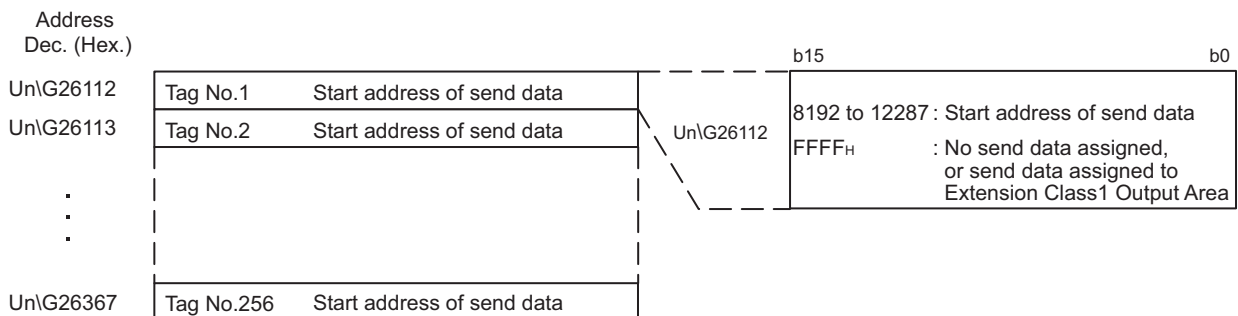 Address
Dec. (Hex.)
b15 b0
Un\G26112 Tag No.1 Start address of send data
Un\G26113 Tag No.2 Start address of send data
Un\G26112
8192 to 12287 : Start address of send data
FFFFH : No send data assigned,
or send data assigned to
Extension Class1 Output Area
Un\G26367 Tag No.256 Start address of send data